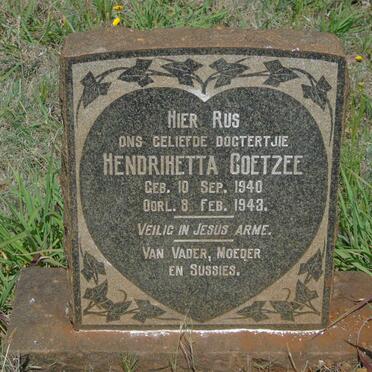 HIER RUS
ONS GELIEFDE DOGTERTJIE
HENDRIHETTA GOETZEE
GEB. 10 SEP. 1940
OORL. 8 FEB. 1943.
VEILIG IN JESUS ARME.
VAN VADER, MOEDER
EN SUSSIES.